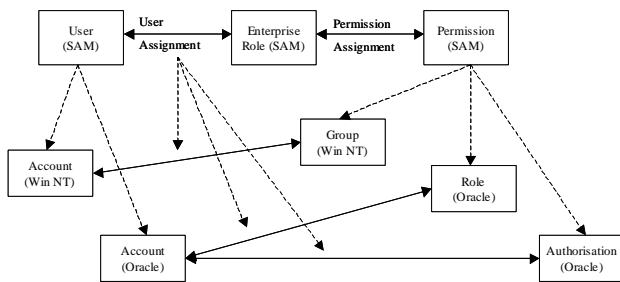 User
(SAM)
User
Assignment
Enterprise
Role (SAM)
Permission
Assignment
Permission
(SAM)
Account
(Win NT)
Group
(Win NT)
Role
(Oracle)
Account
(Oracle)
Authorisation
(Oracle)